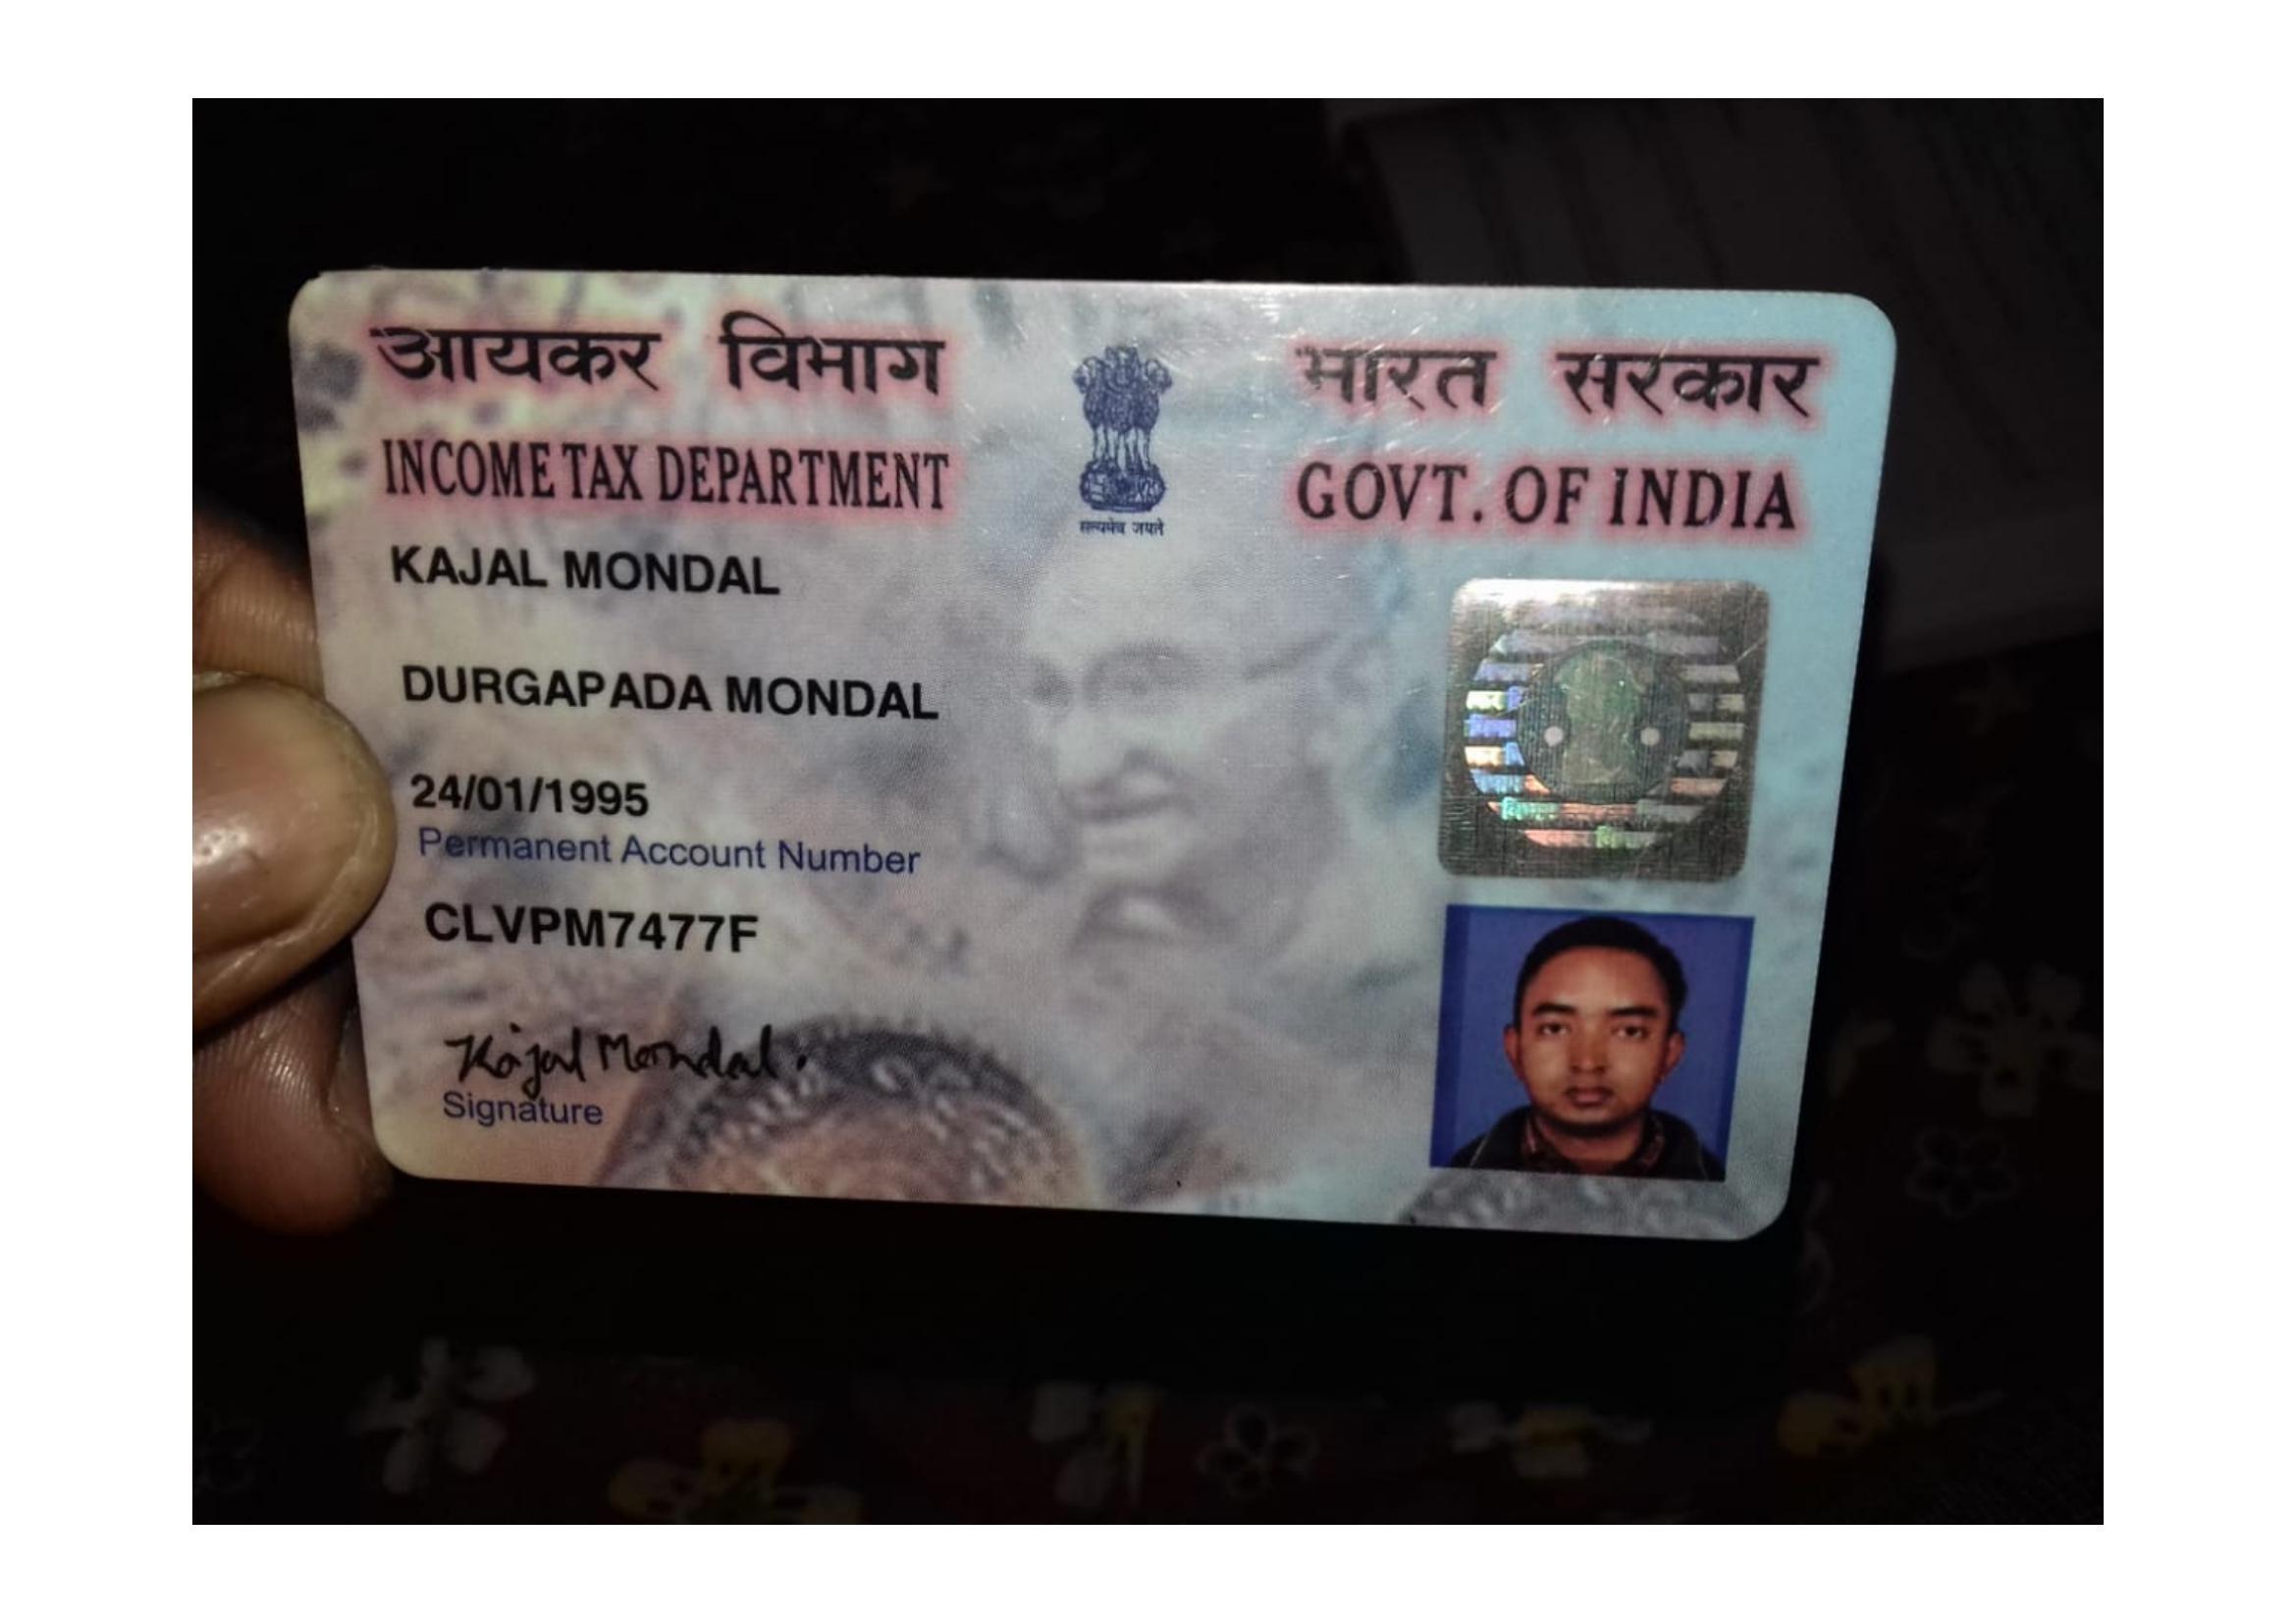 आयकर विभाग
INCOME TAX DEPARTMENT
सत्यमेव जयते
भारत सरकार
GOVT. OF INDIA
KAJAL MONDAL
DURGAPADA MONDAL
24/01/1995
Permanent Account Number
CLVPM7477F
Kajal Mondal.
Signature